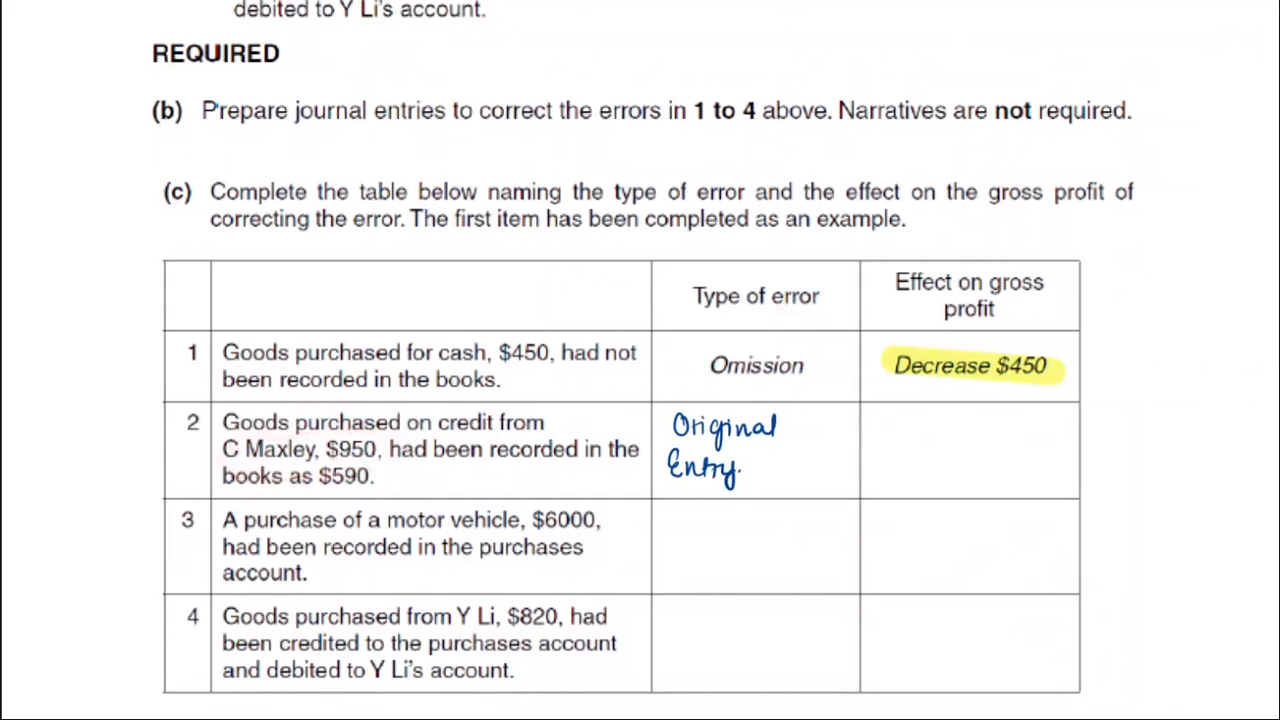 debited to Y Li's account.
REQUIRED
(b) Prepare journal entries to correct the errors in 1 to 4 above. Narratives are not required.
(c) Complete the table below naming the type of error and the effect on the gross profit of
correcting the error. The first item has been completed as an example.
Type of error
Effect on gross
profit
1 Goods purchased for cash, $450, had not
been recorded in the books.
Omission
Decrease $450
2 Goods purchased on credit from
C Maxley, $950, had been recorded in the
books as $590.
Original
Entry.
3 A purchase of a motor vehicle, $6000,
had been recorded in the purchases
account.
4 Goods purchased from Y Li, $820, had
been credited to the purchases account
and debited to Y Li's account.